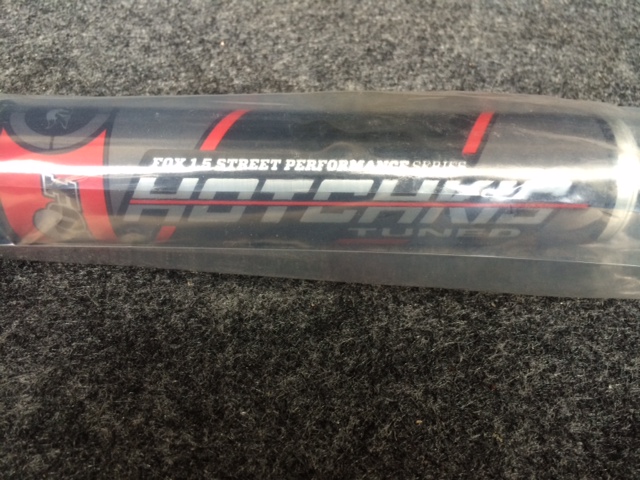 FOX 1.5 STREET PERFORMANCE SERIES
HOTCHKIS
TUNED